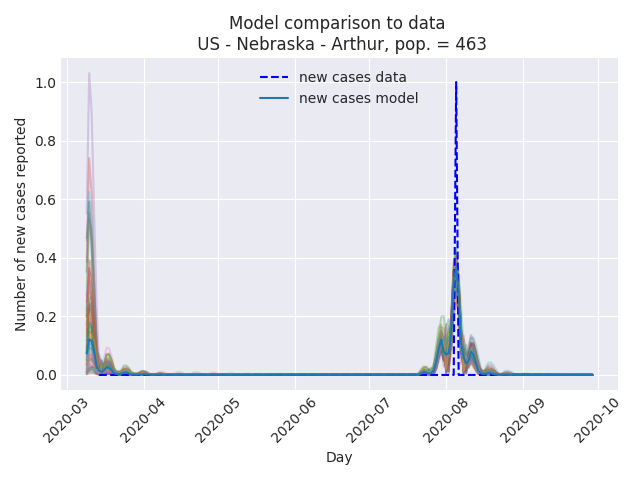 Model comparison to data
US - Nebraska - Arthur, pop. = 463
new cases data
new cases model
Number of new cases reported
1.0
0.8
0.6
0.4
0.2
0.0
2020-03
2020-04
2020-05
2020-06
2020-07
2020-08
2020-09
2020-10
Day